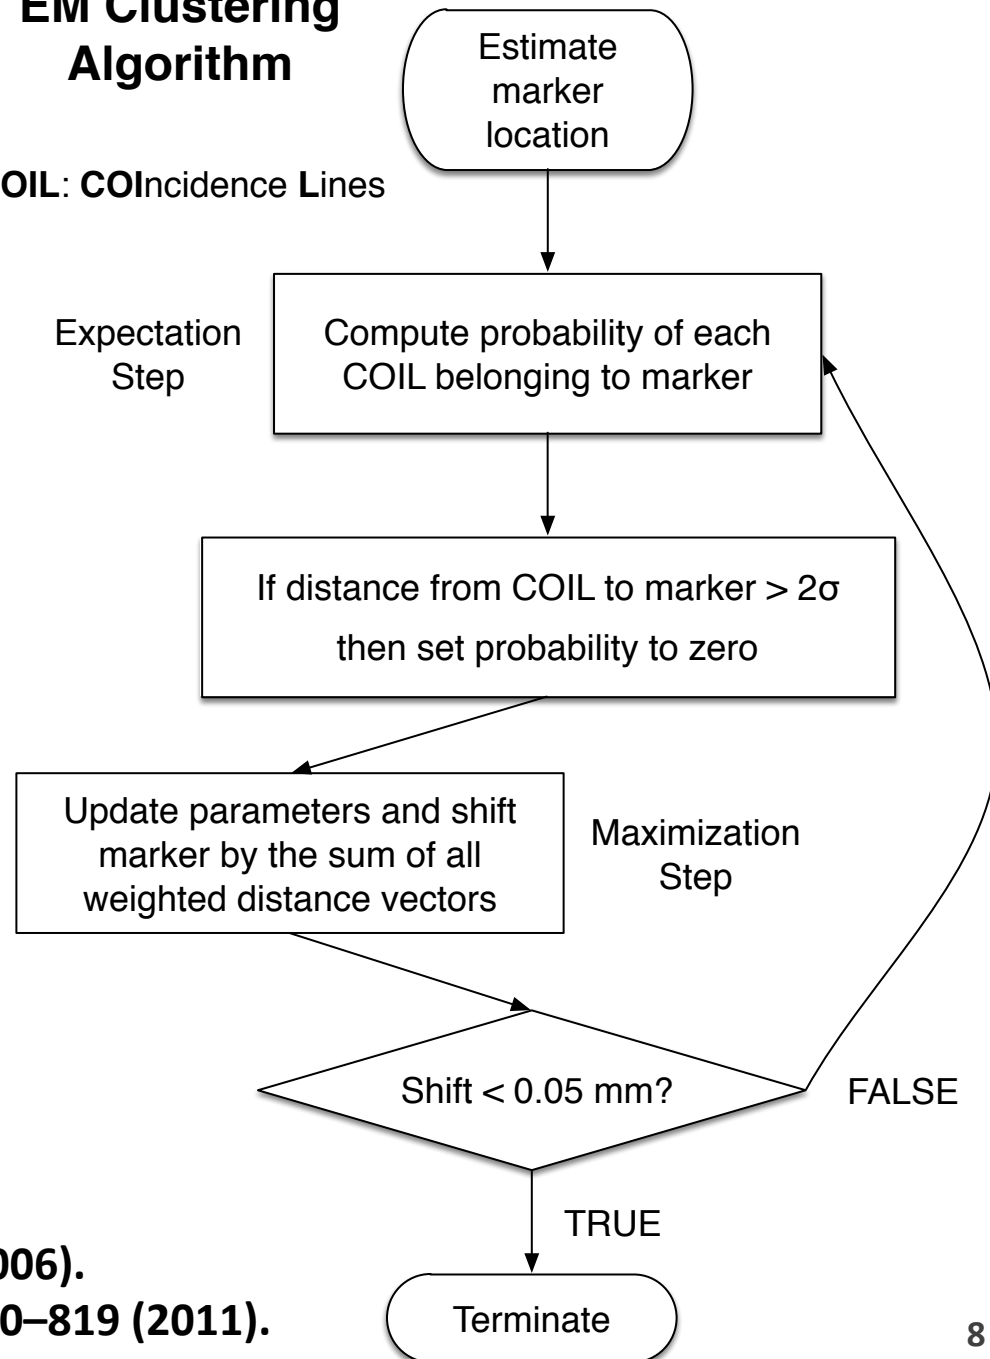 EM Clustering
Algorithm
OIL: COIncidence Lines
Estimate
marker
location
Expectation
Step
Compute probability of each
COIL belonging to marker
If distance from COIL to marker > 2σ
then set probability to zero
Update parameters and shift
marker by the sum of all
weighted distance vectors
Maximization
Step
Shift < 0.05 mm?
FALSE
TRUE
Terminate
006).
0–819 (2011).
8